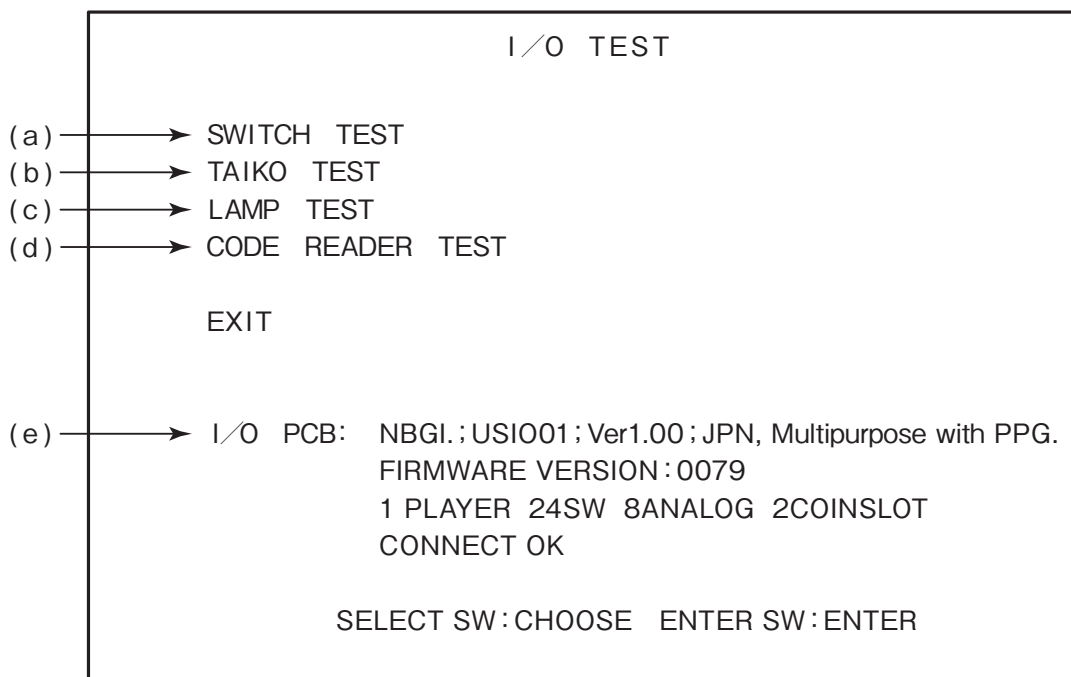 I/O TEST
(a) SWITCH TEST
(b) TAIKO TEST
(c) LAMP TEST
(d) CODE READER TEST
EXIT
(e) I/O PCB: NBGI.;USIO01;Ver1.00;JPN, Multipurpose with PPG.
FIRMWARE VERSION:0079
1 PLAYER 24SW 8ANALOG 2COINSLOT
CONNECT OK
SELECT SW:CHOOSE ENTER SW:ENTER